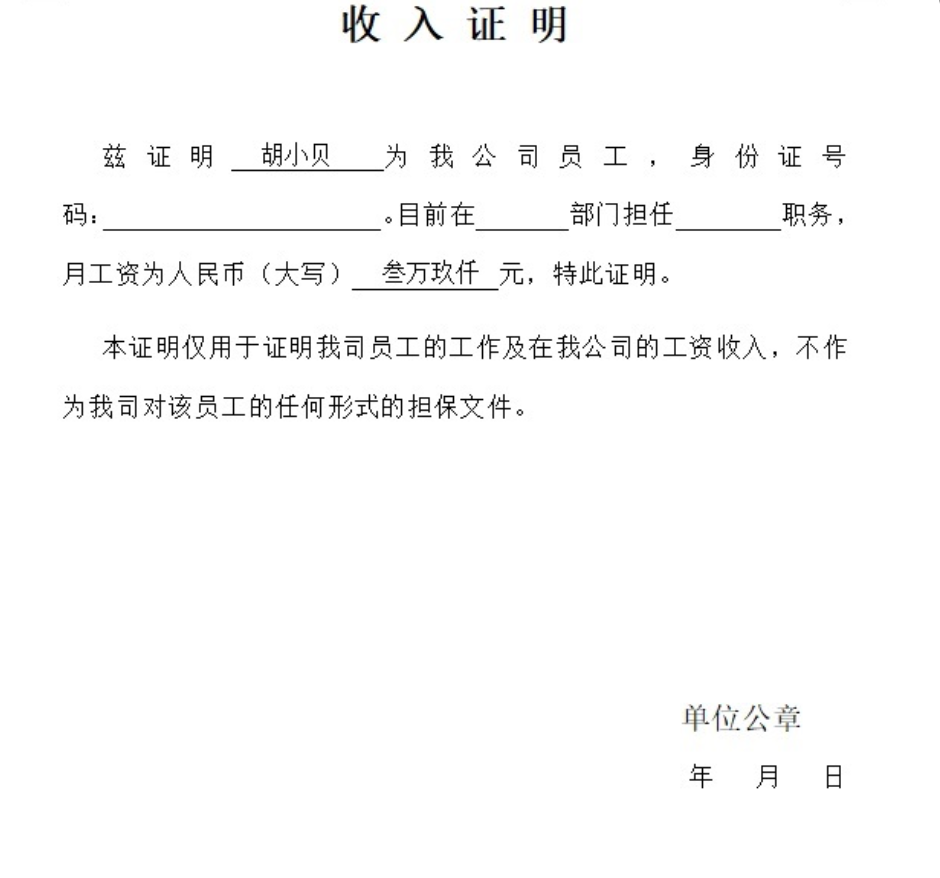 收入证明
兹证明 胡小贝 为我公司员工，身份证号
码：________________。目前在______部门担任______职务，
月工资为人民币（大写） 叁万玖仟 元，特此证明。
本证明仅用于证明我司员工的工作及在我公司的工资收入，不作
为我司对该员工的任何形式的担保文件。
单位公章
年 月 日